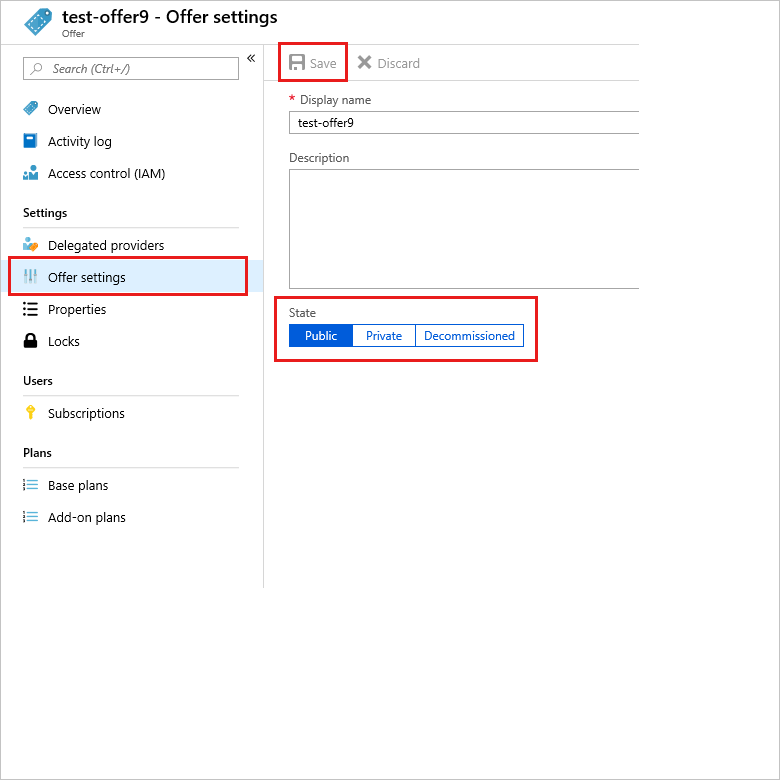 test-offer9 - Offer settings
Offer
«
Search (Ctrl+/)
Overview
Activity log
Access control (IAM)
Settings
Delegated providers
Offer settings
Properties
Locks
Users
Subscriptions
Plans
Base plans
Add-on plans
Save Discard
* Display name
test-offer9
Description
State
Public Private Decommissioned